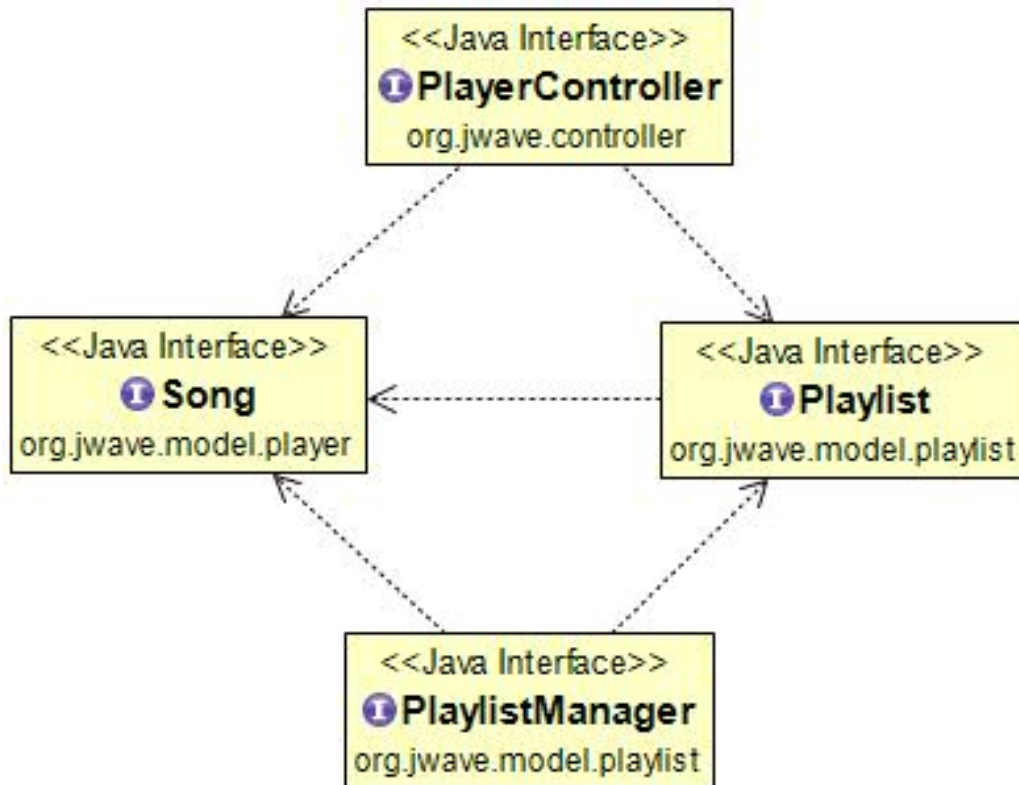 <<Java Interface>>
PlayerController
org.jwave.controller
<<Java Interface>>
Song
org.jwave.model.player
<<Java Interface>>
Playlist
org.jwave.model.playlist
<<Java Interface>>
PlaylistManager
org.jwave.model.playlist